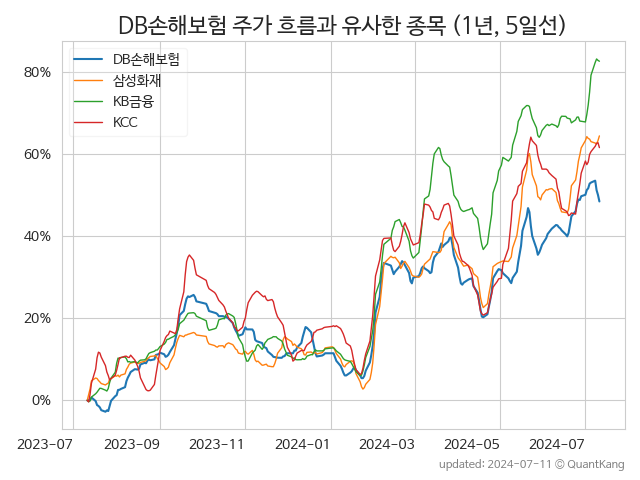 DB손해보험 주가 흐름과 유사한 종목 (1년, 5일선)
DB손해보험
삼성화재
KB금융
KCC
80%
60%
40%
20%
0%
2023-07 2023-09 2023-11 2024-01 2024-03 2024-05 2024-07
updated: 2024-07-11 © QuantKang